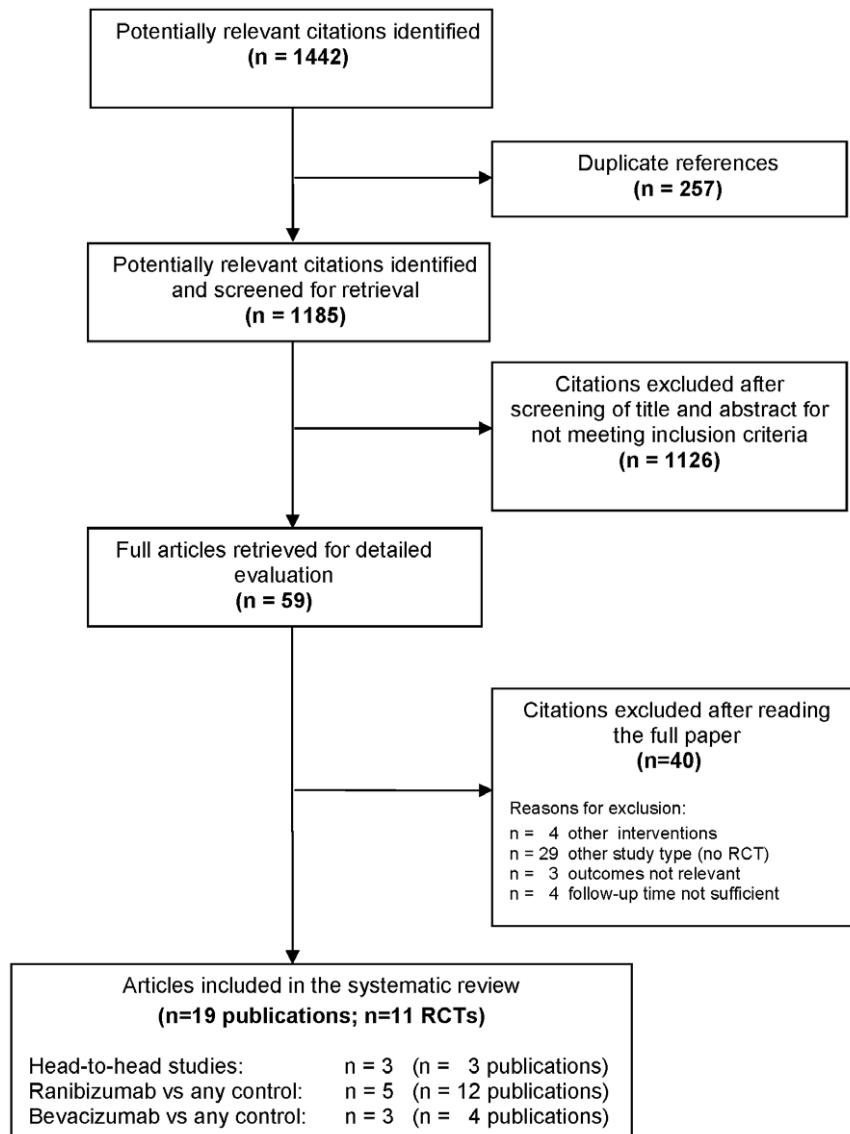 Potentially relevant citations identified
(n = 1442)
Duplicate references
(n = 257)
Potentially relevant citations identified
and screened for retrieval
(n = 1185)
Citations excluded after
screening of title and abstract for
not meeting inclusion criteria
(n = 1126)
Full articles retrieved for detailed
evaluation
(n = 59)
Citations excluded after reading
the full paper
(n=40)
Reasons for exclusion:
n = 4 other interventions
n = 29 other study type (no RCT)
n = 3 outcomes not relevant
n = 4 follow-up time not sufficient
Articles included in the systematic review
(n=19 publications; n=11 RCTs)
Head-to-head studies: n = 3 (n = 3 publications)
Ranibizumab vs any control: n = 5 (n = 12 publications)
Bevacizumab vs any control: n = 3 (n = 4 publications)